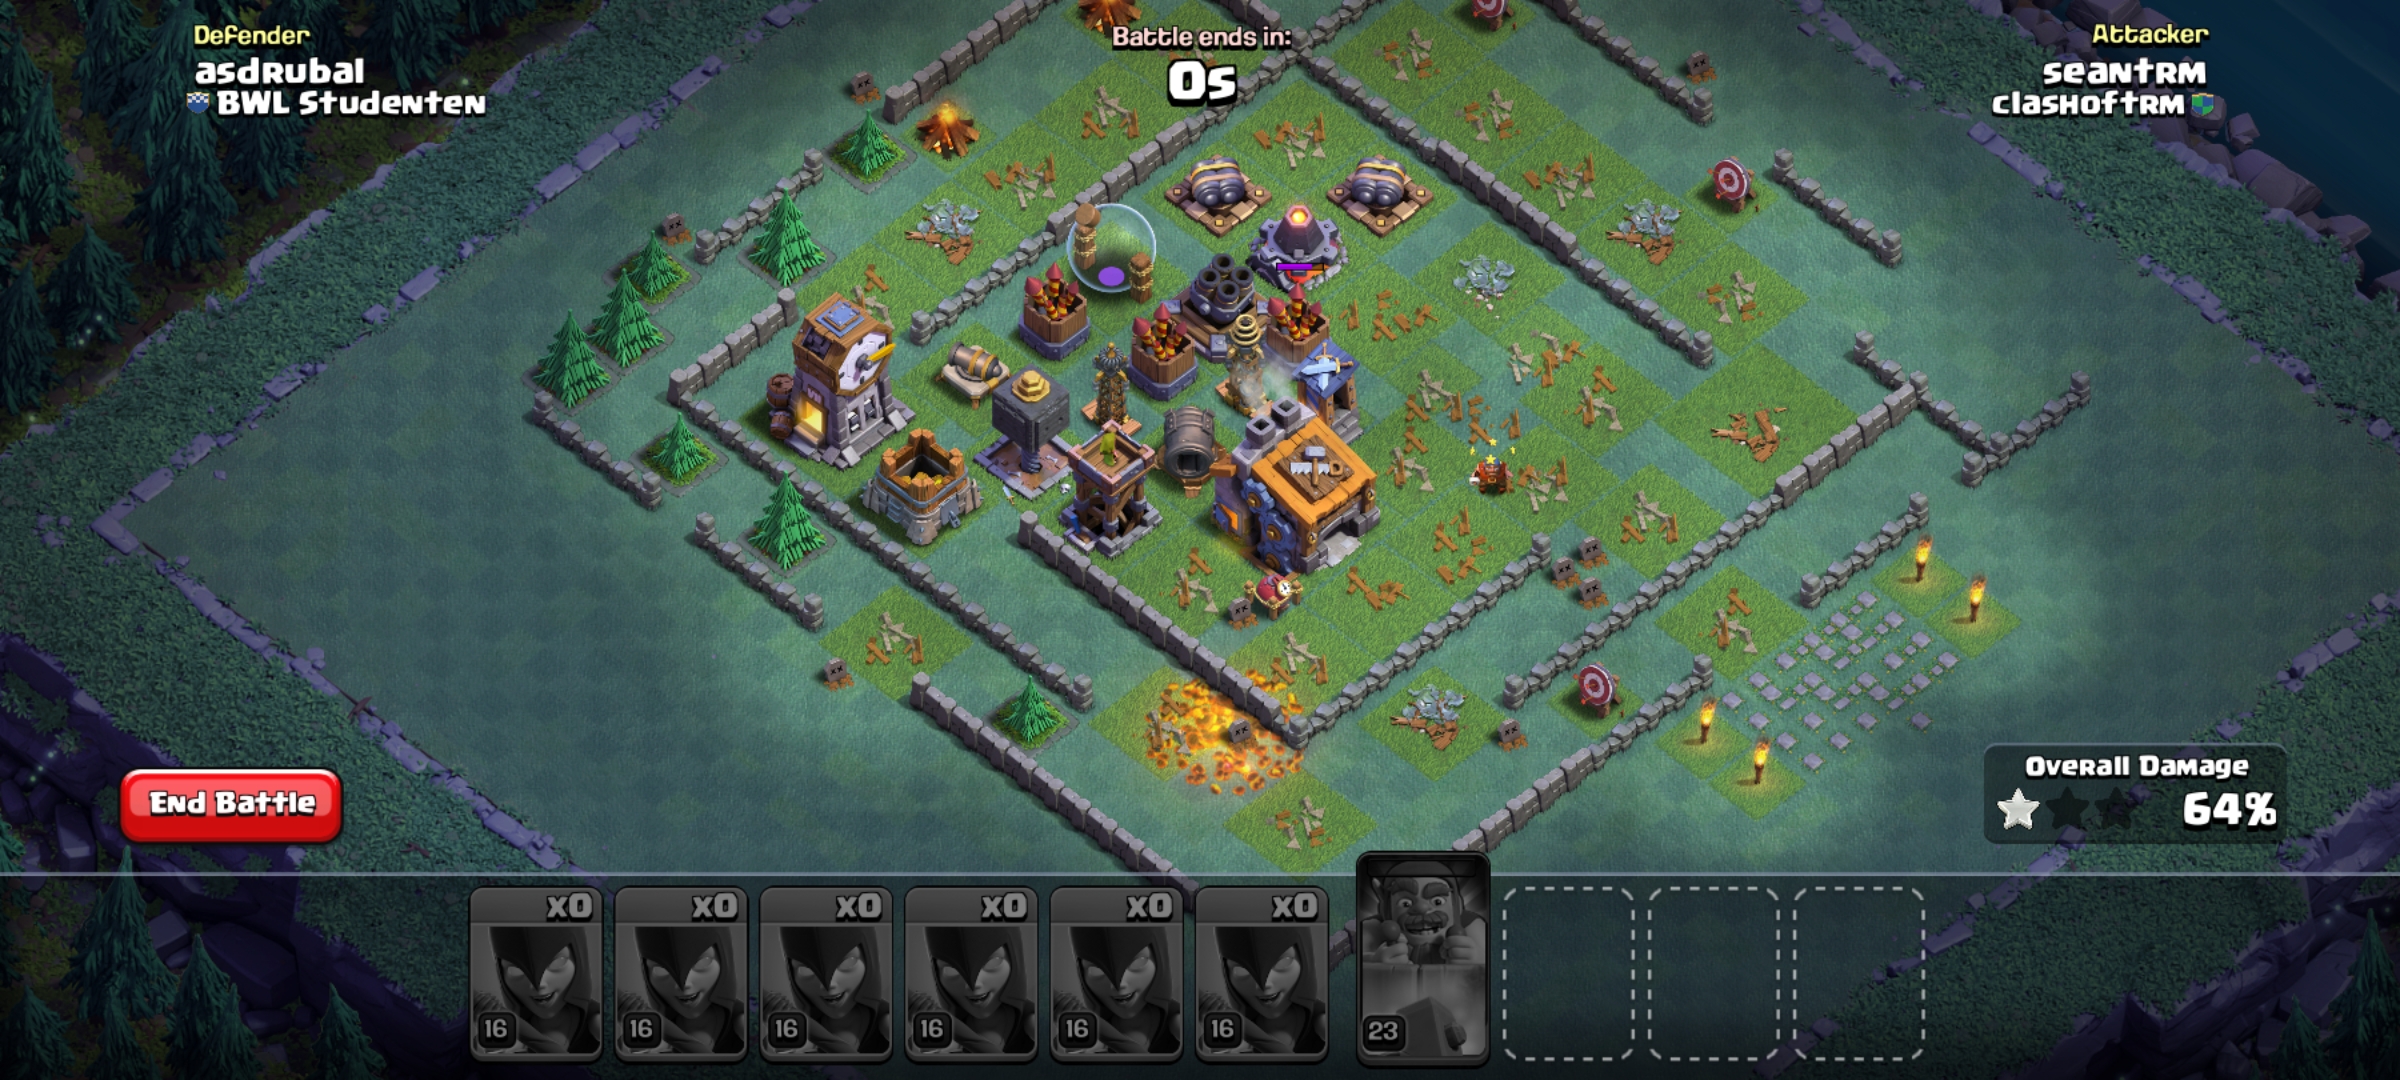 Defender
asdrubal
BWL Studenten
Battle ends in:
0s
Attacker
seantrm
clashoftrm
End Battle
Overall Damage
64%
x0 x0 x0 x0 x0 x0
16 16 16 16 16 16 23